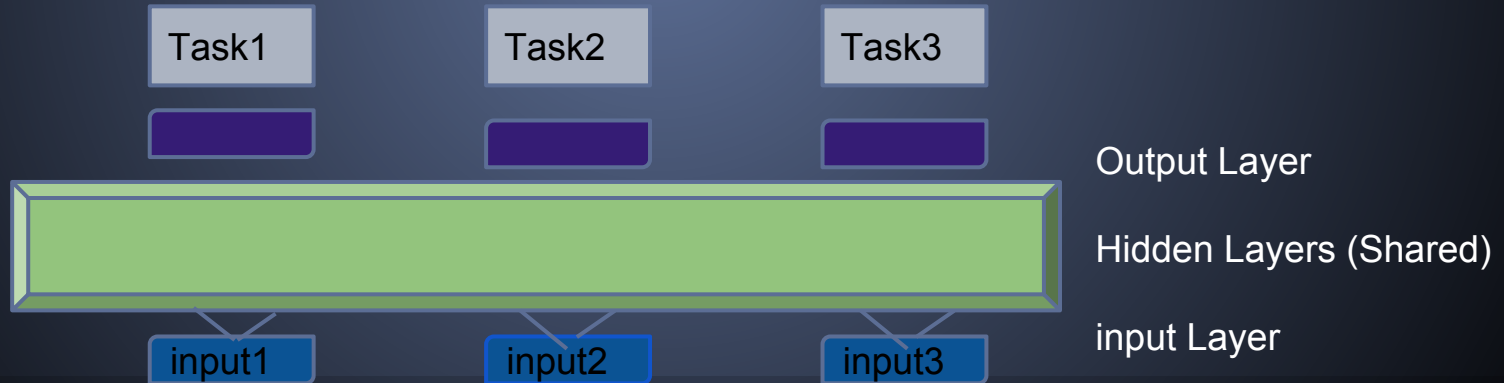 Task1
Task2
Task3
Output Layer
Hidden Layers (Shared)
input Layer
input1
input2
input3